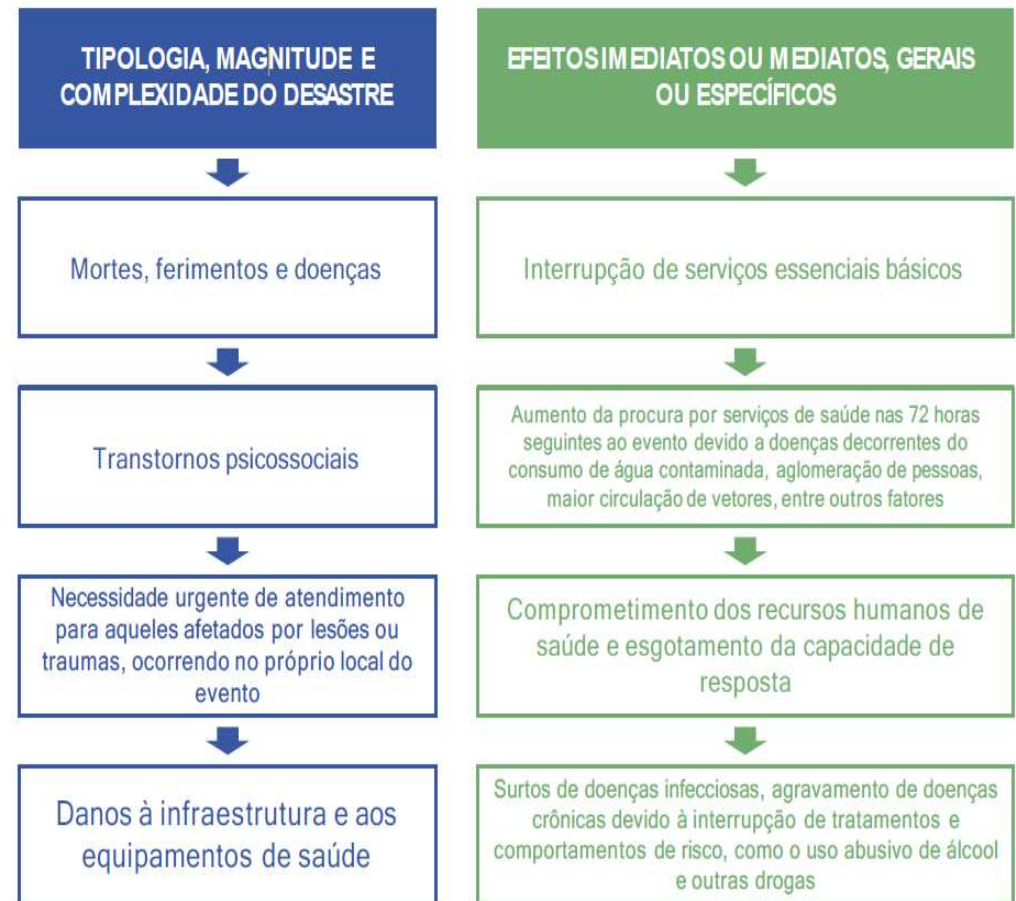 TIPOLOGIA, MAGNITUDE E
COMPLEXIDADE DO DESASTRE
Mortes, ferimentos e doenças
Transtornos psicossociais
Necessidade urgente de atendimento
para aqueles afetados por lesões ou
traumas, ocorrendo no próprio local do
evento
Danos à infraestrutura e aos
equipamentos de saúde
EFEITOS IMEDIATOS OU MEDIATOS, GERAIS
OU ESPECÍFICOS
Interrupção de serviços essenciais básicos
Aumento da procura por serviços de saúde nas 72 horas
seguintes ao evento devido a doenças decorrentes do
consumo de água contaminada, aglomeração de pessoas,
maior circulação de vetores, entre outros fatores
Comprometimento dos recursos humanos de
saúde e esgotamento da capacidade de
resposta
Surtos de doenças infecciosas, agravamento de doenças
crônicas devido à interrupção de tratamentos e
comportamentos de risco, como o uso abusivo de álcool
e outras drogas